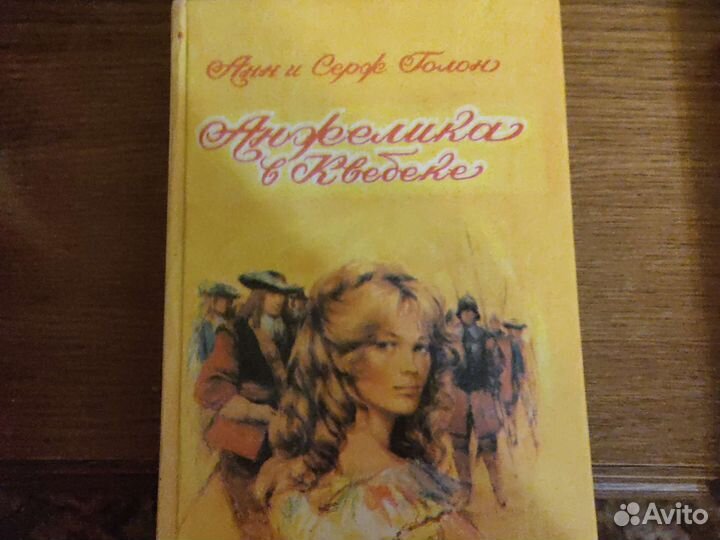 Анн и Серж Голон
Анжелика
в Квебеке
Avito